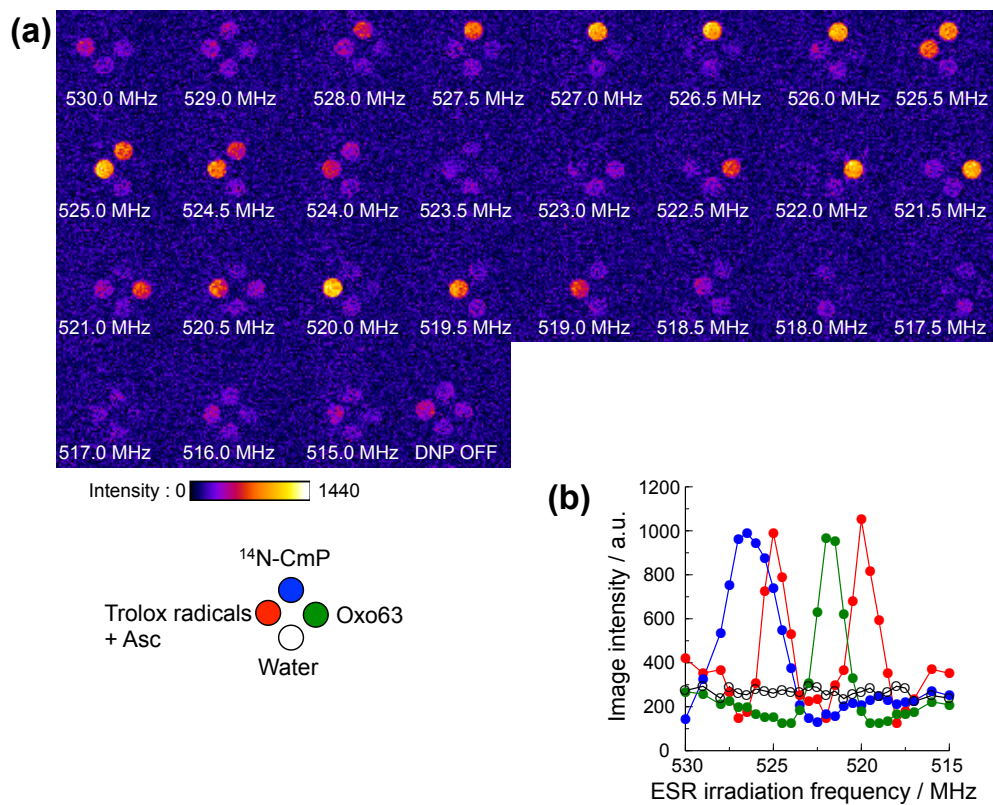 (a)
530.0 MHz 529.0 MHz 528.0 MHz 527.5 MHz 527.0 MHz 526.5 MHz 526.0 MHz 525.5 MHz
525.0 MHz 524.5 MHz 524.0 MHz 523.5 MHz 523.0 MHz 522.5 MHz 522.0 MHz 521.5 MHz
521.0 MHz 520.5 MHz 520.0 MHz 519.5 MHz 519.0 MHz 518.5 MHz 518.0 MHz 517.5 MHz
517.0 MHz 516.0 MHz 515.0 MHz DNP OFF
Intensity : 0 1440
¹⁴N-CmP
Trolox radicals
+ Asc
Oxo63
Water
(b)
Image intensity / a.u.
1200
1000
800
600
400
200
0
530 525 520 515
ESR irradiation frequency / MHz